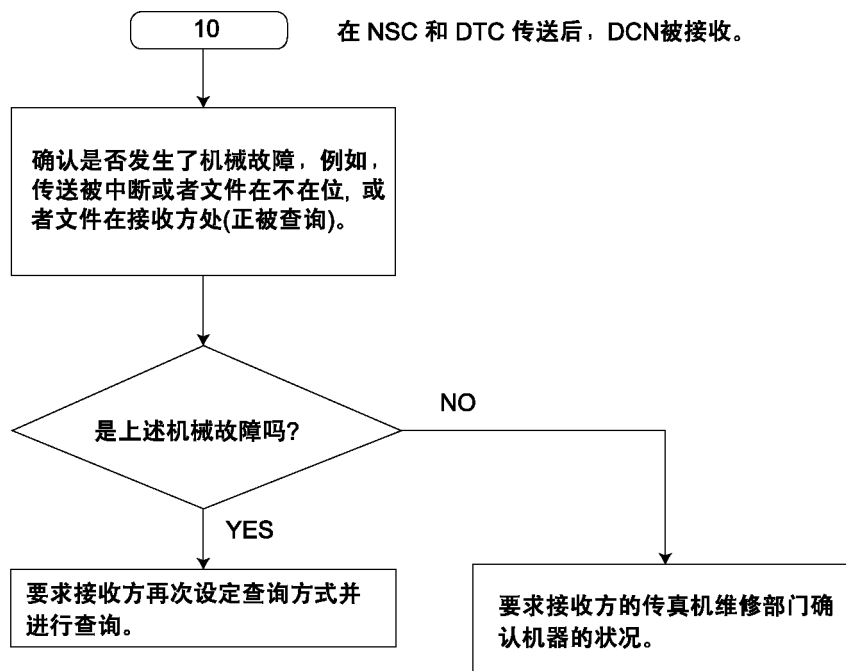 10
在 NSC 和 DTC 传送后，DCN被接收。
确认是否发生了机械故障，例如，
传送被中断或者文件在不在位, 或
者文件在接收方处(正被查询)。
是上述机械故障吗?
NO
YES
要求接收方再次设定查询方式并
进行查询。
要求接收方的传真机维修部门确
认机器的状况。